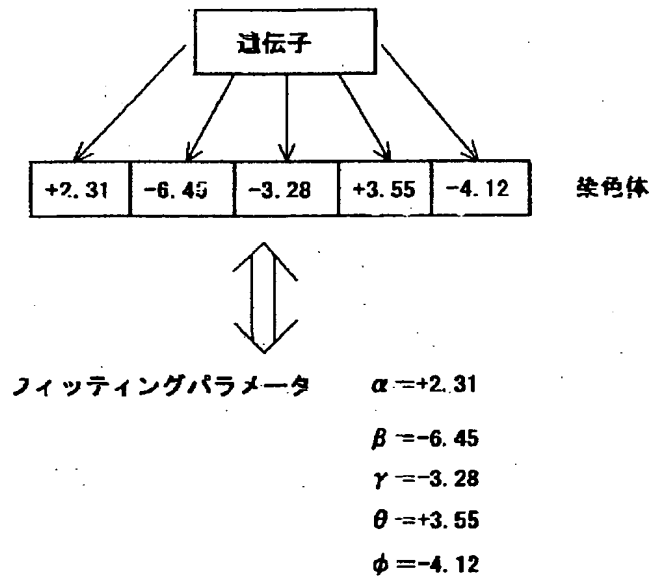 遺伝子
+2.31 -6.45 -3.28 +3.55 -4.12 染色体
フィッティングパラメータ α=+2.31
β=-6.45
γ=-3.28
θ=+3.55
φ=-4.12